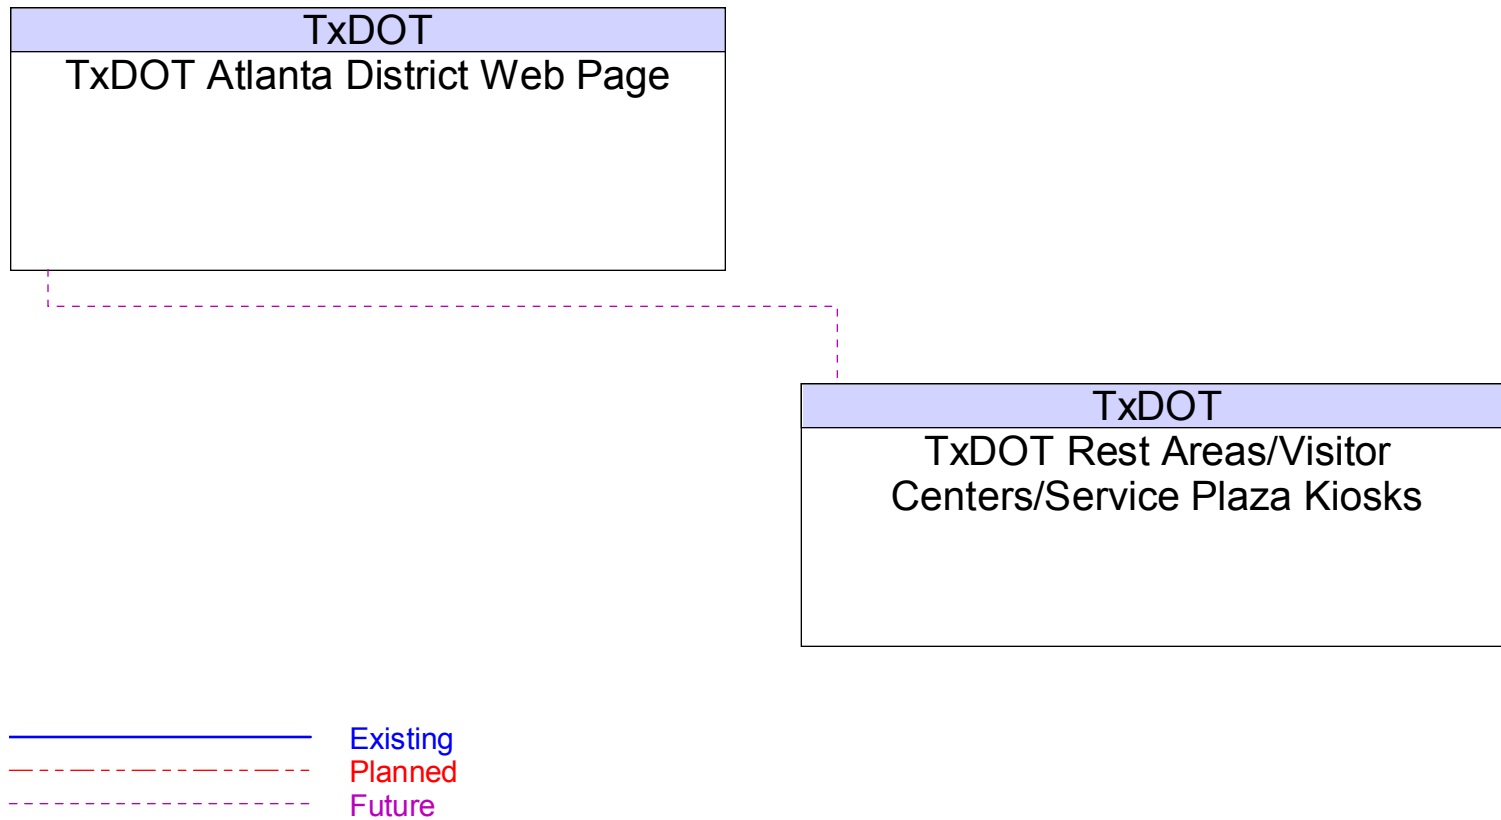 TxDOT
TxDOT Atlanta District Web Page
TxDOT
TxDOT Rest Areas/Visitor
Centers/Service Plaza Kiosks
Existing
Planned
Future